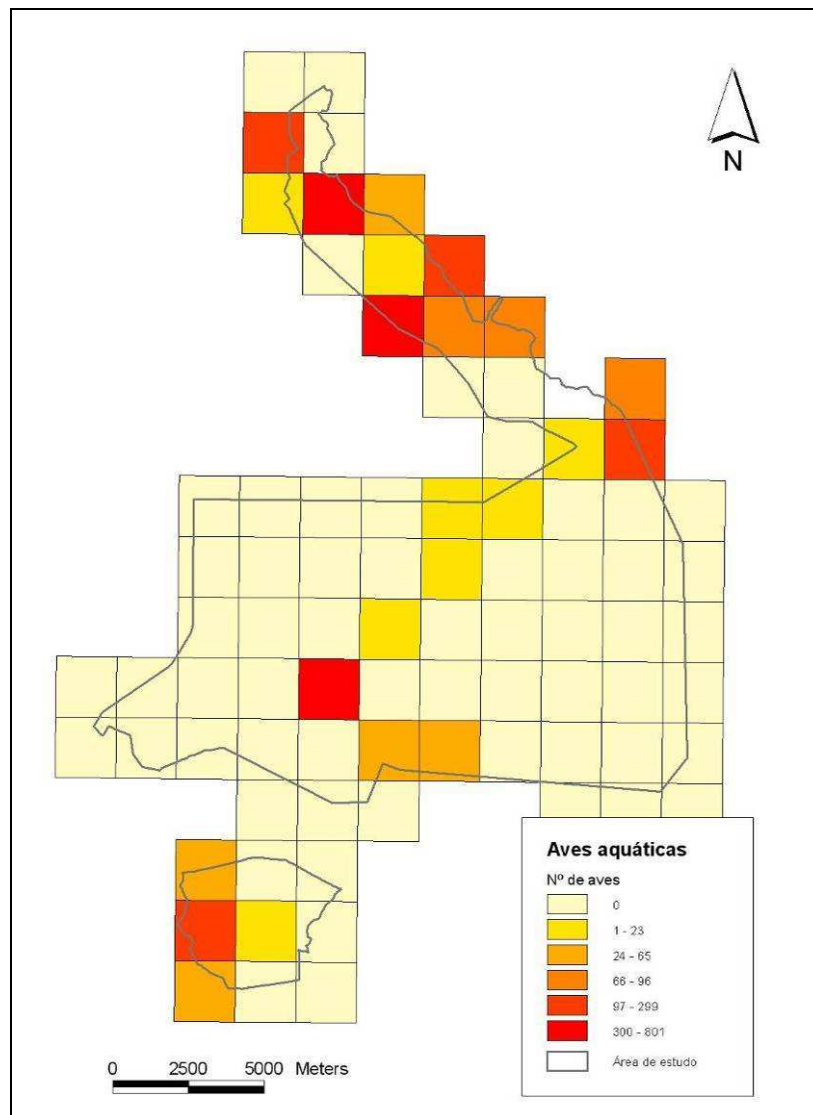 N
Aves aquáticas
Nº de aves
0
1 - 23
24 - 65
66 - 96
97 - 299
300 - 801
Área de estudo
0 2500 5000 Meters